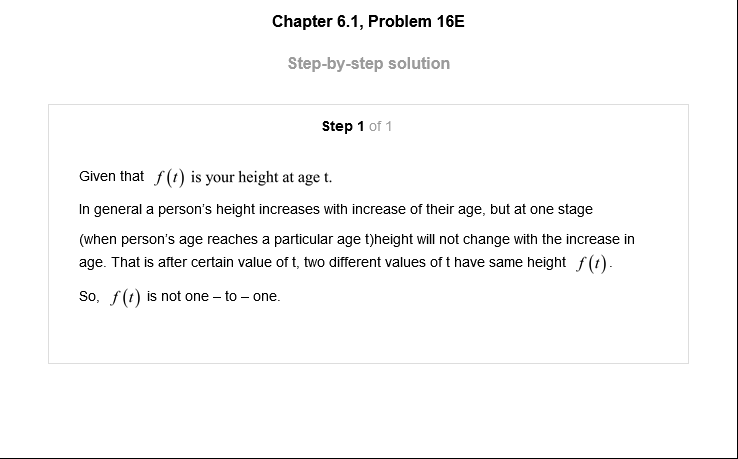 Chapter 6.1, Problem 16E
Step-by-step solution
Step 1 of 1
Given that f(t) is your height at age t.
In general a person's height increases with increase of their age, but at one stage
(when person's age reaches a particular age t)height will not change with the increase in
age. That is after certain value of t, two different values of t have same height f(t).
So, f(t) is not one – to – one.